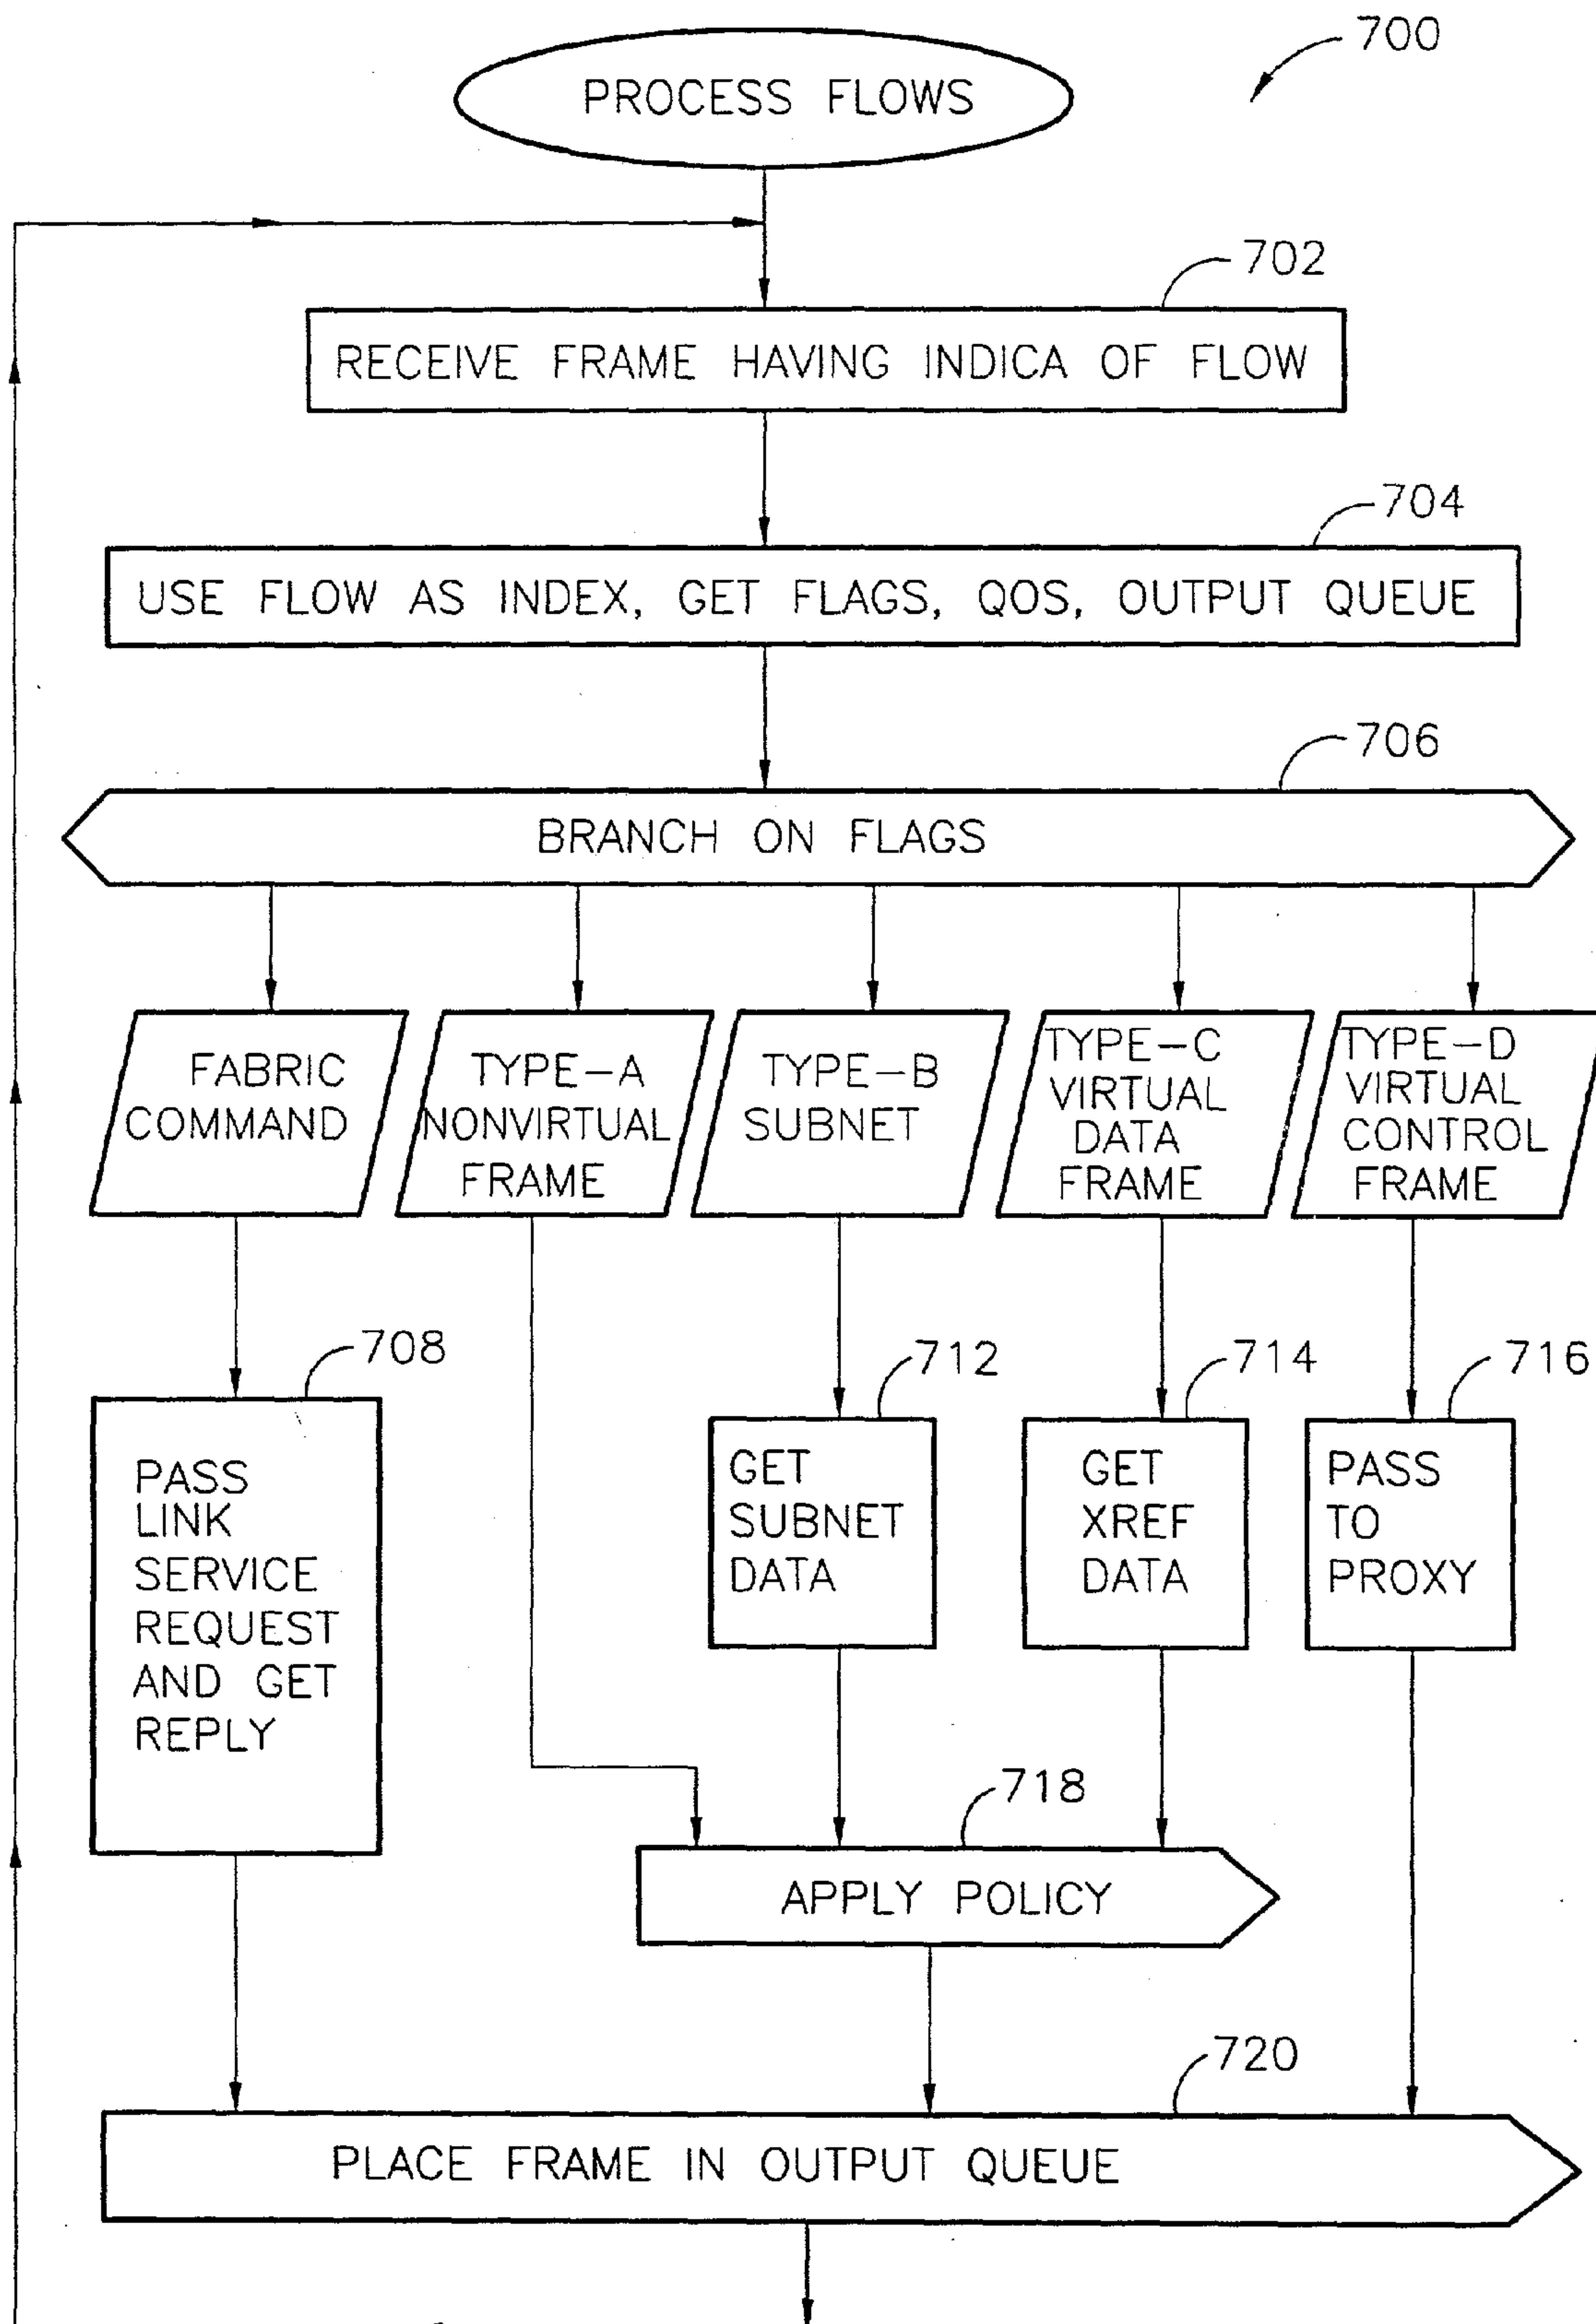 700
PROCESS FLOWS
702
RECEIVE FRAME HAVING INDICA OF FLOW
704
USE FLOW AS INDEX, GET FLAGS, QOS, OUTPUT QUEUE
706
BRANCH ON FLAGS
FABRIC
COMMAND
TYPE-A
NONVIRTUAL
FRAME
TYPE-B
SUBNET
TYPE-C
VIRTUAL
DATA
FRAME
TYPE-D
VIRTUAL
CONTROL
FRAME
708
PASS
LINK
SERVICE
REQUEST
AND GET
REPLY
712
GET
SUBNET
DATA
714
GET
XREF
DATA
716
PASS
TO
PROXY
718
APPLY POLICY
720
PLACE FRAME IN OUTPUT QUEUE